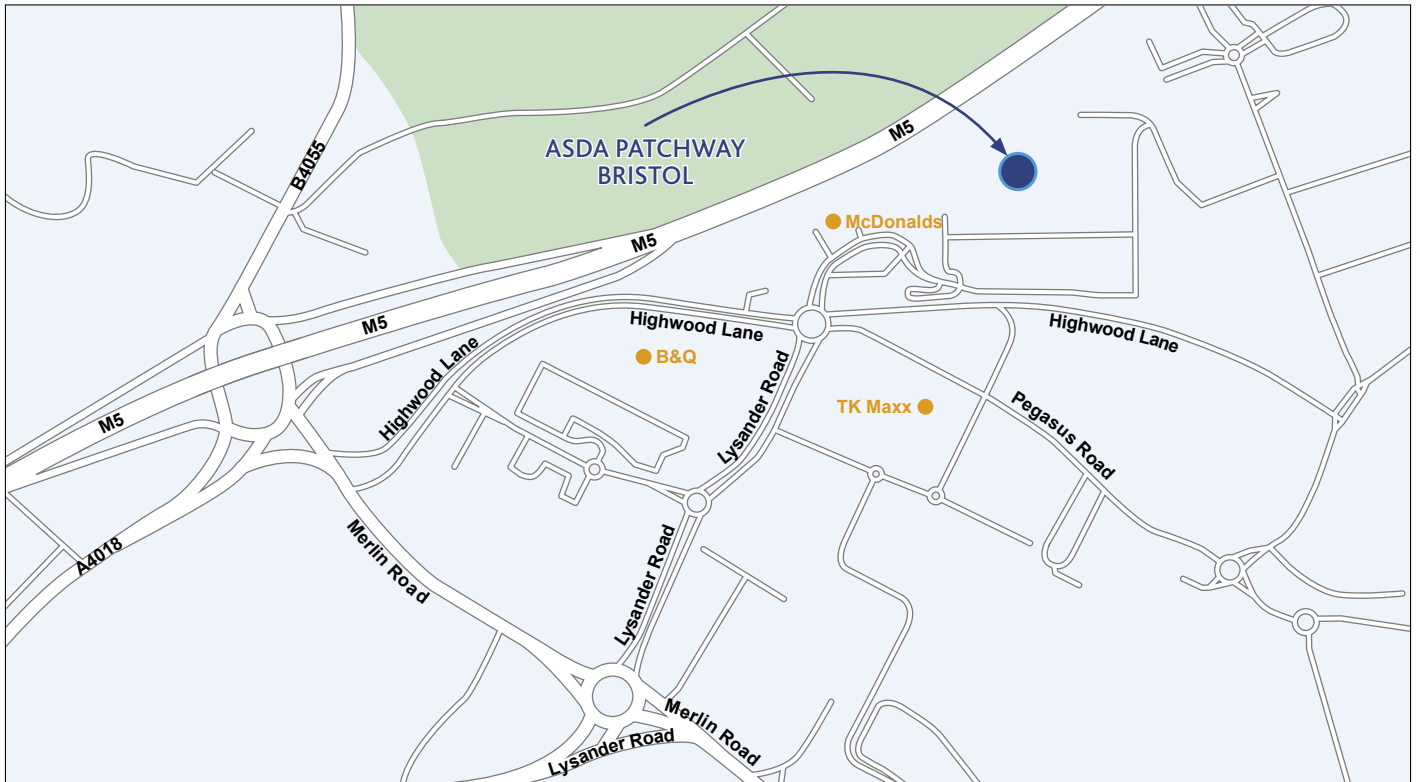 M5
B4055
ASDA PATCHWAY
BRISTOL
McDonalds
M5
M5
Highwood Lane
Highwood Lane
B&Q
Highwood Lane
Lysander Road
TK Maxx
Pegasus Road
M5
A4018
Merlin Road
Lysander Road
Merlin Road
Lysander Road